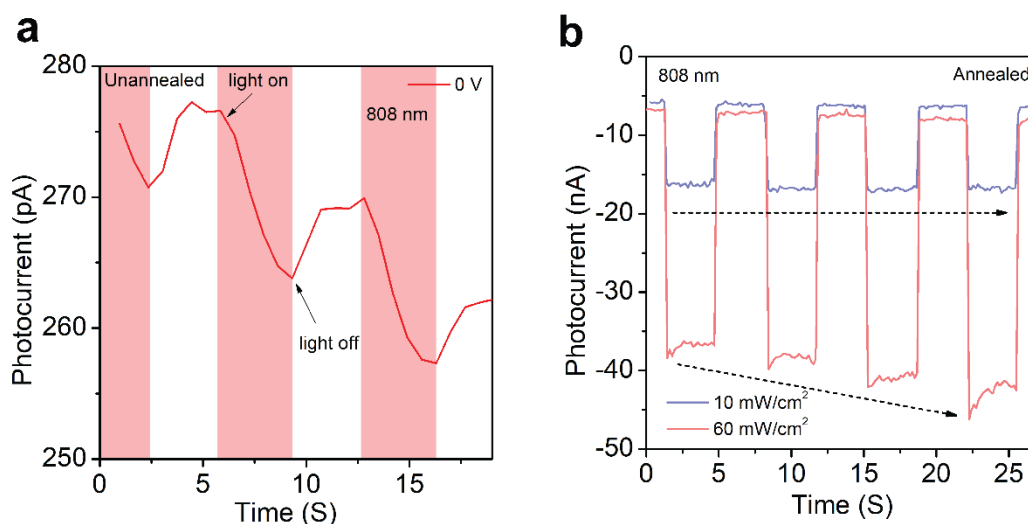 a
Unannealed
light on
0 V
808 nm
light off
Photocurrent (pA)
280
270
260
250
0
5
10
15
Time (S)
b
808 nm
Annealed
10 mW/cm²
60 mW/cm²
Photocurrent (nA)
0
-10
-20
-30
-40
-50
0
5
10
15
20
25
Time (S)